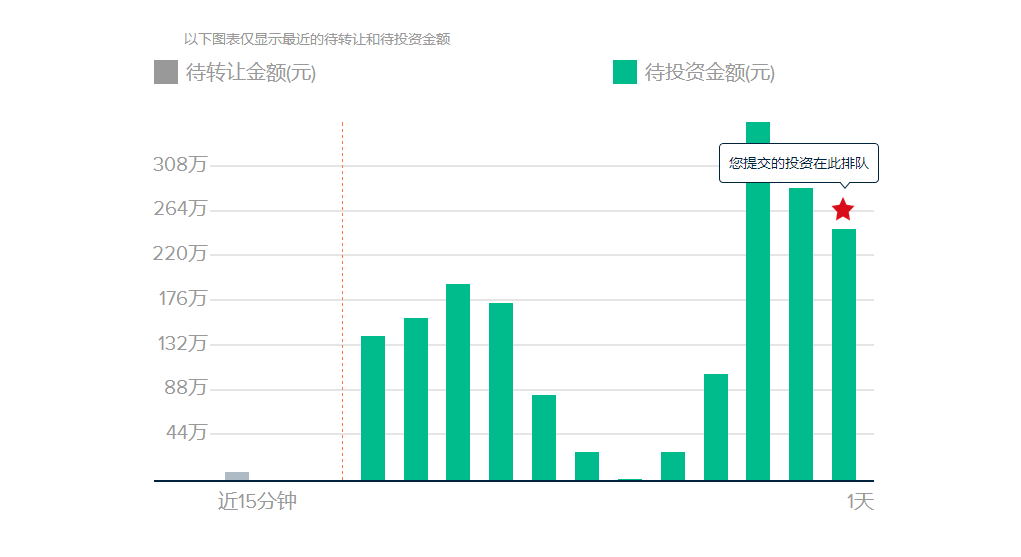 以下图表仅显示最近的待转让和待投资金额
待转让金额(元)
待投资金额(元)
308万
您提交的投资在此排队
264万
220万
176万
132万
88万
44万
近15分钟
1天